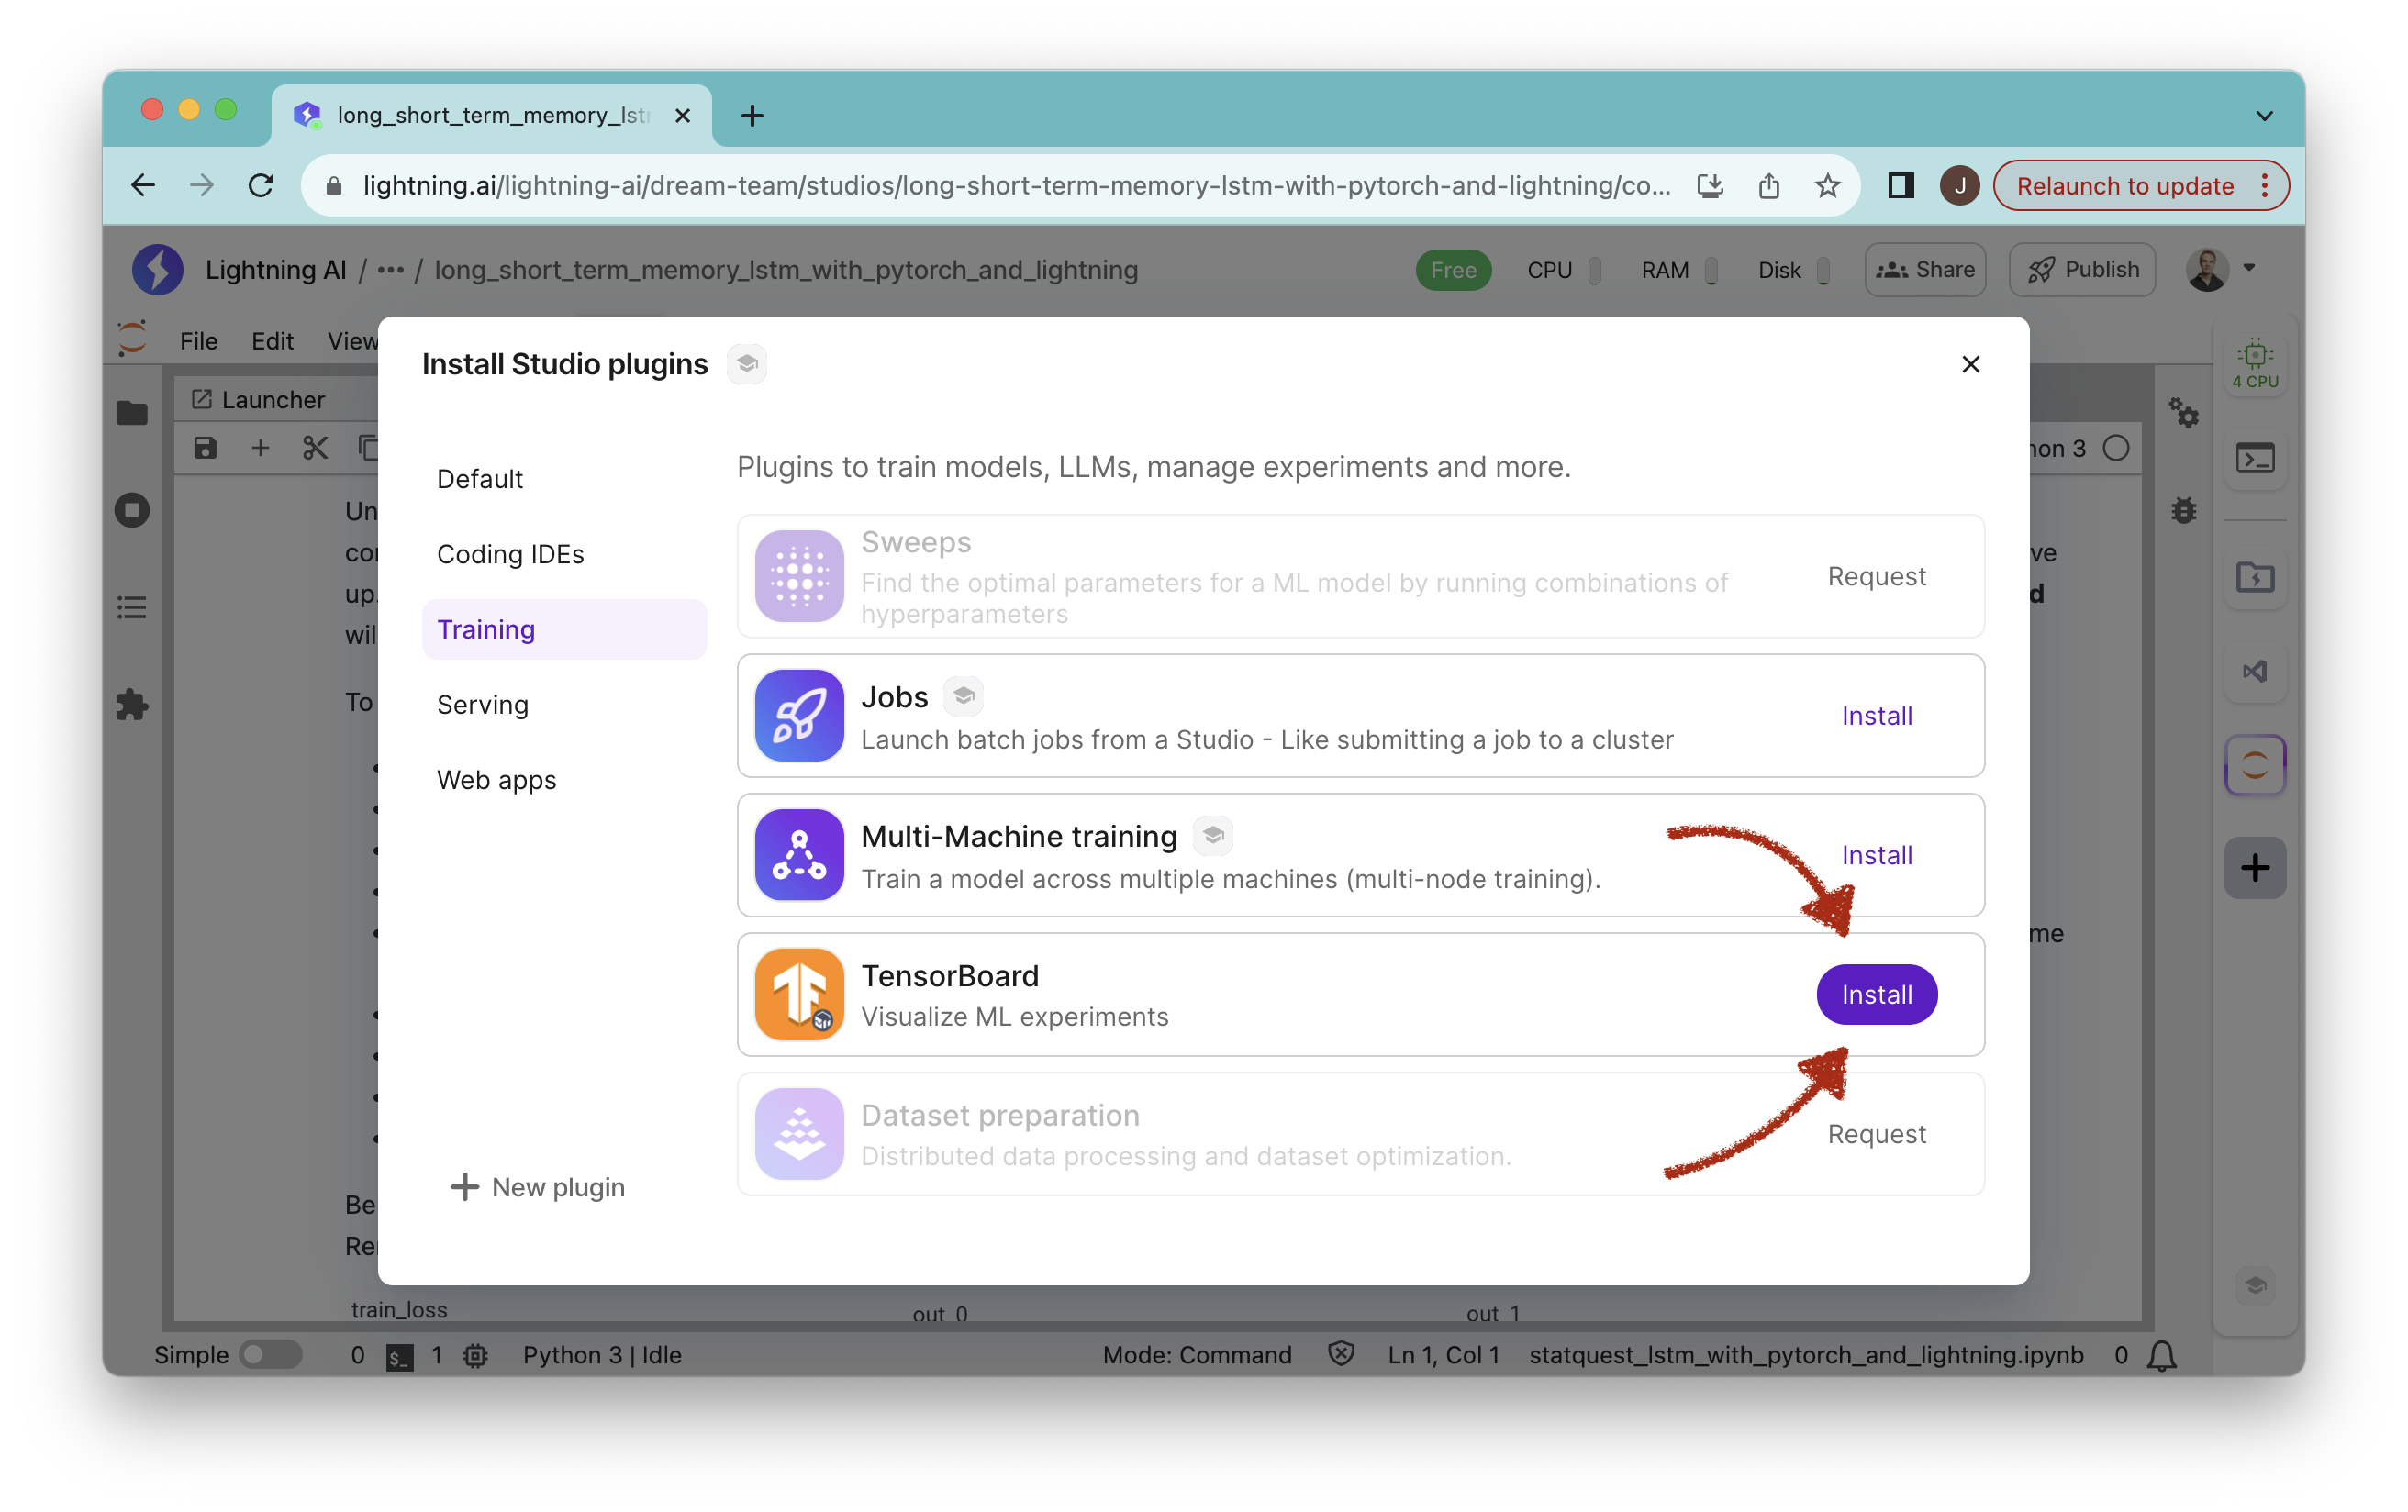 long_short_term_memory_lstr
lightning.ai/lightning-ai/dream-team/studios/long-short-term-memory-lstm-with-pytorch-and-lightning/co...
J
Relaunch to update
Lightning AI / ••• / long_short_term_memory_lstm_with_pytorch_and_lightning
Free
CPU
RAM
Disk
Share
Publish
File
Edit
View
Install Studio plugins
4 CPU
Launcher
hon 3
Default
Coding IDEs
Training
Serving
Web apps
New plugin
Plugins to train models, LLMs, manage experiments and more.
Sweeps
Find the optimal parameters for a ML model by running combinations of
hyperparameters
Request
Jobs
Launch batch jobs from a Studio - Like submitting a job to a cluster
Install
Multi-Machine training
Train a model across multiple machines (multi-node training).
Install
TensorBoard
Visualize ML experiments
Install
Dataset preparation
Distributed data processing and dataset optimization.
Request
Un
con
up.
wil
To
Be
Re
ve
d
me
train_loss
out_0
out_1
Simple
0
$_
1
Python 3 | Idle
Mode: Command
Ln 1, Col 1
statquest_lstm_with_pytorch_and_lightning.ipynb
0